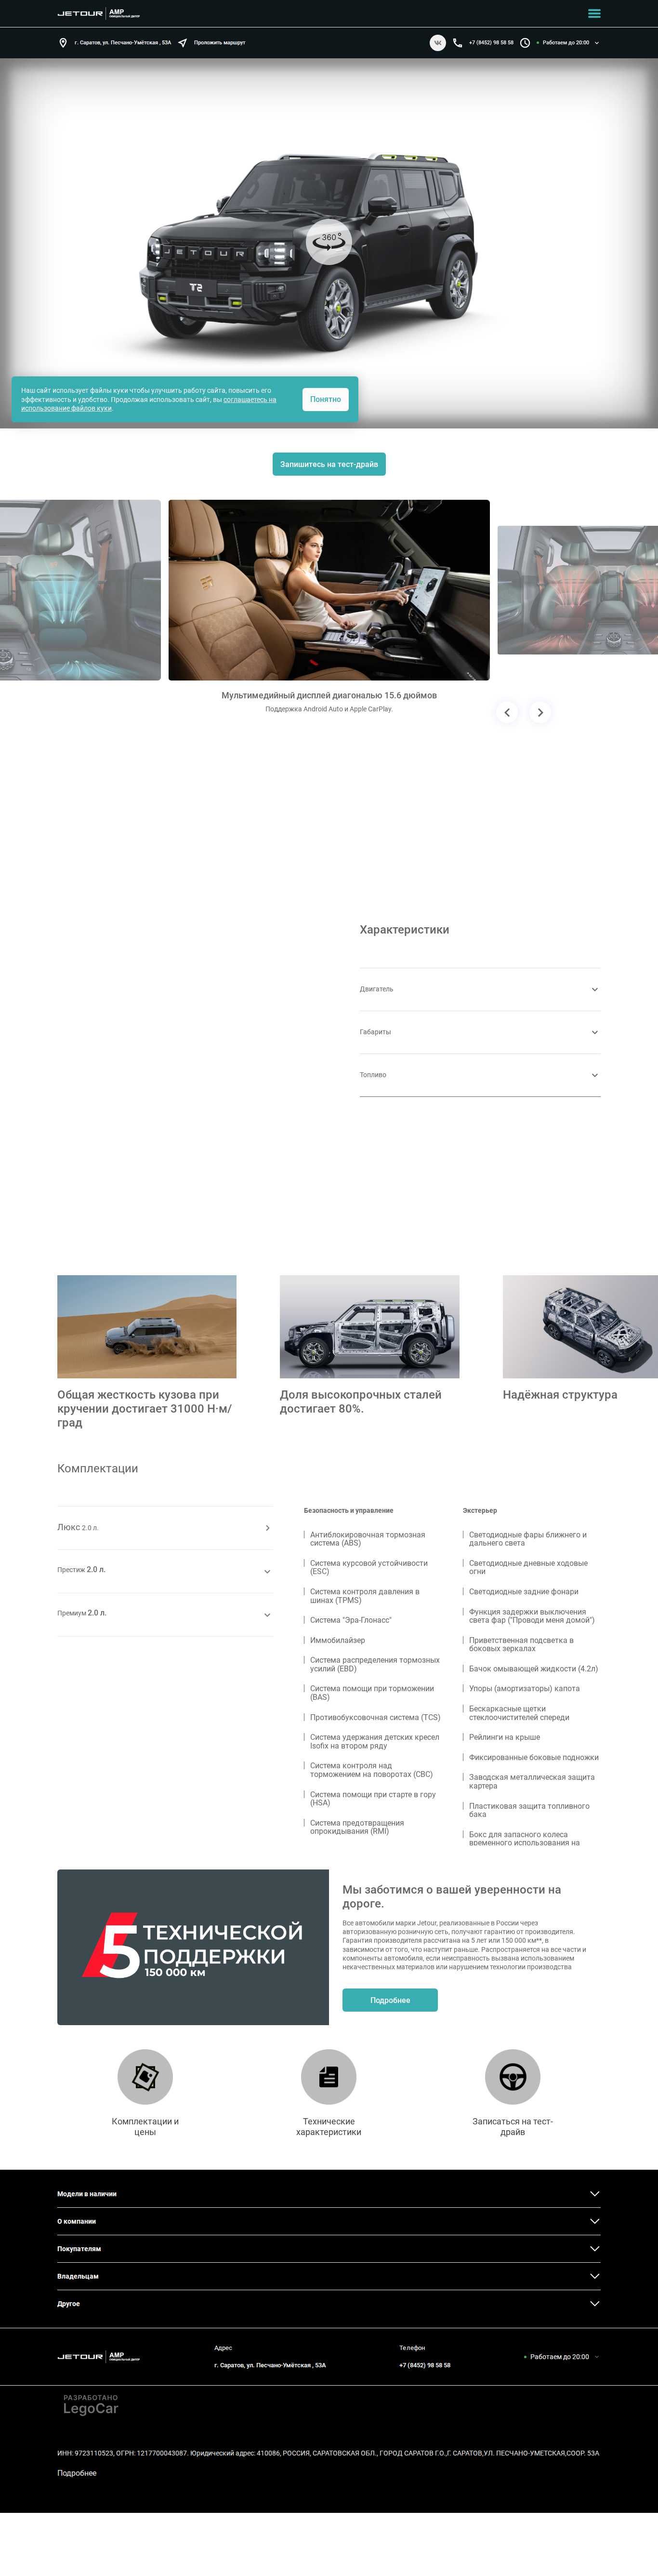 JETOUR АМР
ОФИЦИАЛЬНЫЙ ДИЛЕР
г. Саратов, ул. Песчано-Умётская , 53А
Проложить маршрут
+7 (8452) 98 58 58
Работаем до 20:00
JETOUR
T2
360°
Наш сайт использует файлы куки чтобы улучшить работу сайта, повысить его
эффективность и удобство. Продолжая использовать сайт, вы соглашаетесь на
использование файлов куки.
Понятно
Запишитесь на тест-драйв
Мультимедийный дисплей диагональю 15.6 дюймов
Поддержка Android Auto и Apple CarPlay.
Характеристики
Двигатель
Габариты
Топливо
Общая жесткость кузова при
кручении достигает 31000 Н·м/
град
Доля высокопрочных сталей
достигает 80%.
Надёжная структура
Комплектации
Люкс 2.0 л.
Престиж 2.0 л.
Премиум 2.0 л.
Безопасность и управление
Антиблокировочная тормозная
система (ABS)
Система курсовой устойчивости
(ESC)
Система контроля давления в
шинах (TPMS)
Система "Эра-Глонасс"
Иммобилайзер
Система распределения тормозных
усилий (EBD)
Система помощи при торможении
(BAS)
Противобуксовочная система (TCS)
Система удержания детских кресел
Isofix на втором ряду
Система контроля над
торможением на поворотах (CBC)
Система помощи при старте в гору
(HSA)
Система предотвращения
опрокидывания (RMI)
Экстерьер
Светодиодные фары ближнего и
дальнего света
Светодиодные дневные ходовые
огни
Светодиодные задние фонари
Функция задержки выключения
света фар ("Проводи меня домой")
Приветственная подсветка в
боковых зеркалах
Бачок омывающей жидкости (4.2л)
Упоры (амортизаторы) капота
Бескаркасные щетки
стеклоочистителей спереди
Рейлинги на крыше
Фиксированные боковые подножки
Заводская металлическая защита
картера
Пластиковая защита топливного
бака
Бокс для запасного колеса
временного использования на
5 ТЕХНИЧЕСКОЙ
ПОДДЕРЖКИ
150 000 км
Мы заботимся о вашей уверенности на
дороге.
Все автомобили марки Jetour, реализованные в России через
авторизованную розничную сеть, получают гарантию от производителя.
Гарантия производителя рассчитана на 5 лет или 150 000 км**, в
зависимости от того, что наступит раньше. Распространяется на все части и
компоненты автомобиля, если неисправность вызвана использованием
некачественных материалов или нарушением технологии производства
Подробнее
Комплектации и
цены
Технические
характеристики
Записаться на тест-
драйв
Модели в наличии
О компании
Покупателям
Владельцам
Другое
JETOUR АМР
ОФИЦИАЛЬНЫЙ ДИЛЕР
Адрес
г. Саратов, ул. Песчано-Умётская , 53А
Телефон
+7 (8452) 98 58 58
Работаем до 20:00
РАЗРАБОТАНО
LegoCar
ИНН: 9723110523, ОГРН: 1217700043087. Юридический адрес: 410086, РОССИЯ, САРАТОВСКАЯ ОБЛ., ГОРОД САРАТОВ Г.О.,Г. САРАТОВ,УЛ. ПЕСЧАНО-УМЕТСКАЯ,СООР. 53А
Подробнее